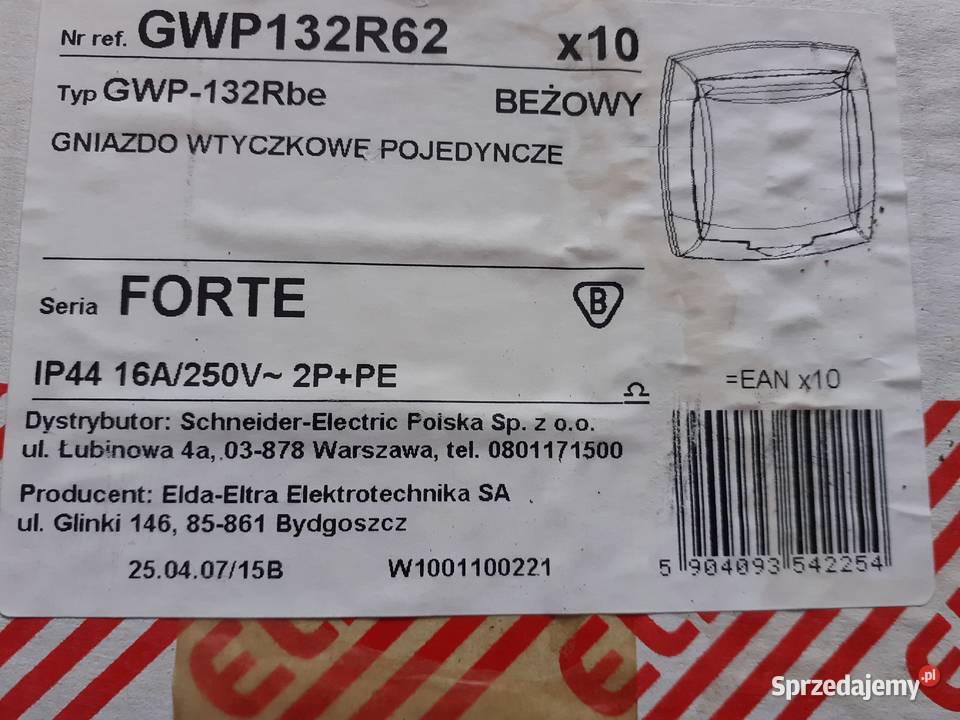 Nr ref. GWP132R62 x10
Typ GWP-132Rbe BEŻOWY
GNIAZDO WTYCZKOWE POJEDYNCZE
Seria FORTE B
IP44 16A/250V~ 2P+PE
=EAN x10
Dystrybutor: Schneider-Electric Polska Sp. z o.o.
ul. Łubinowa 4a, 03-878 Warszawa, tel. 0801171500
Producent: Elda-Eltra Elektrotechnika SA
ul. Glinki 146, 85-861 Bydgoszcz
25.04.07/15B W1001100221
5 904093 542254
Sprzedajemy.pl